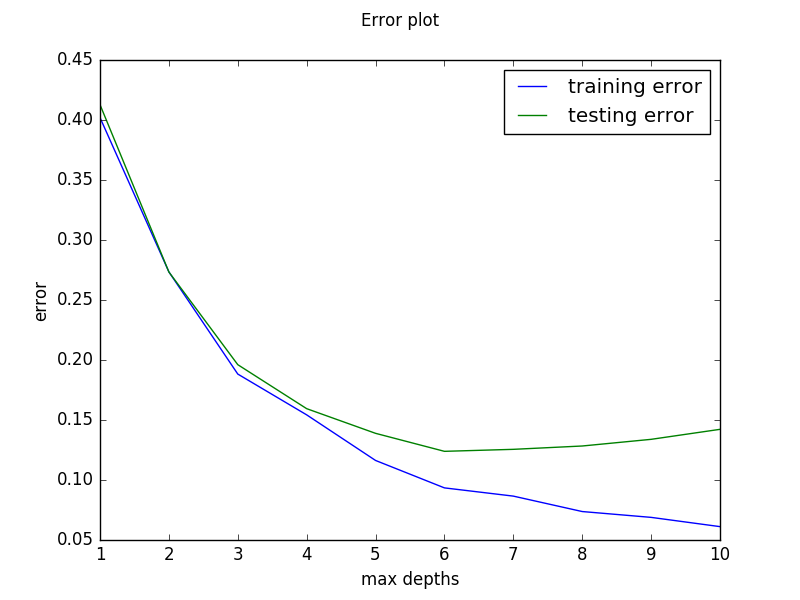 Error plot
0.45
0.40
0.35
0.30
0.25
0.20
0.15
0.10
0.05
error
training error
testing error
1 2 3 4 5 6 7 8 9 10
max depths